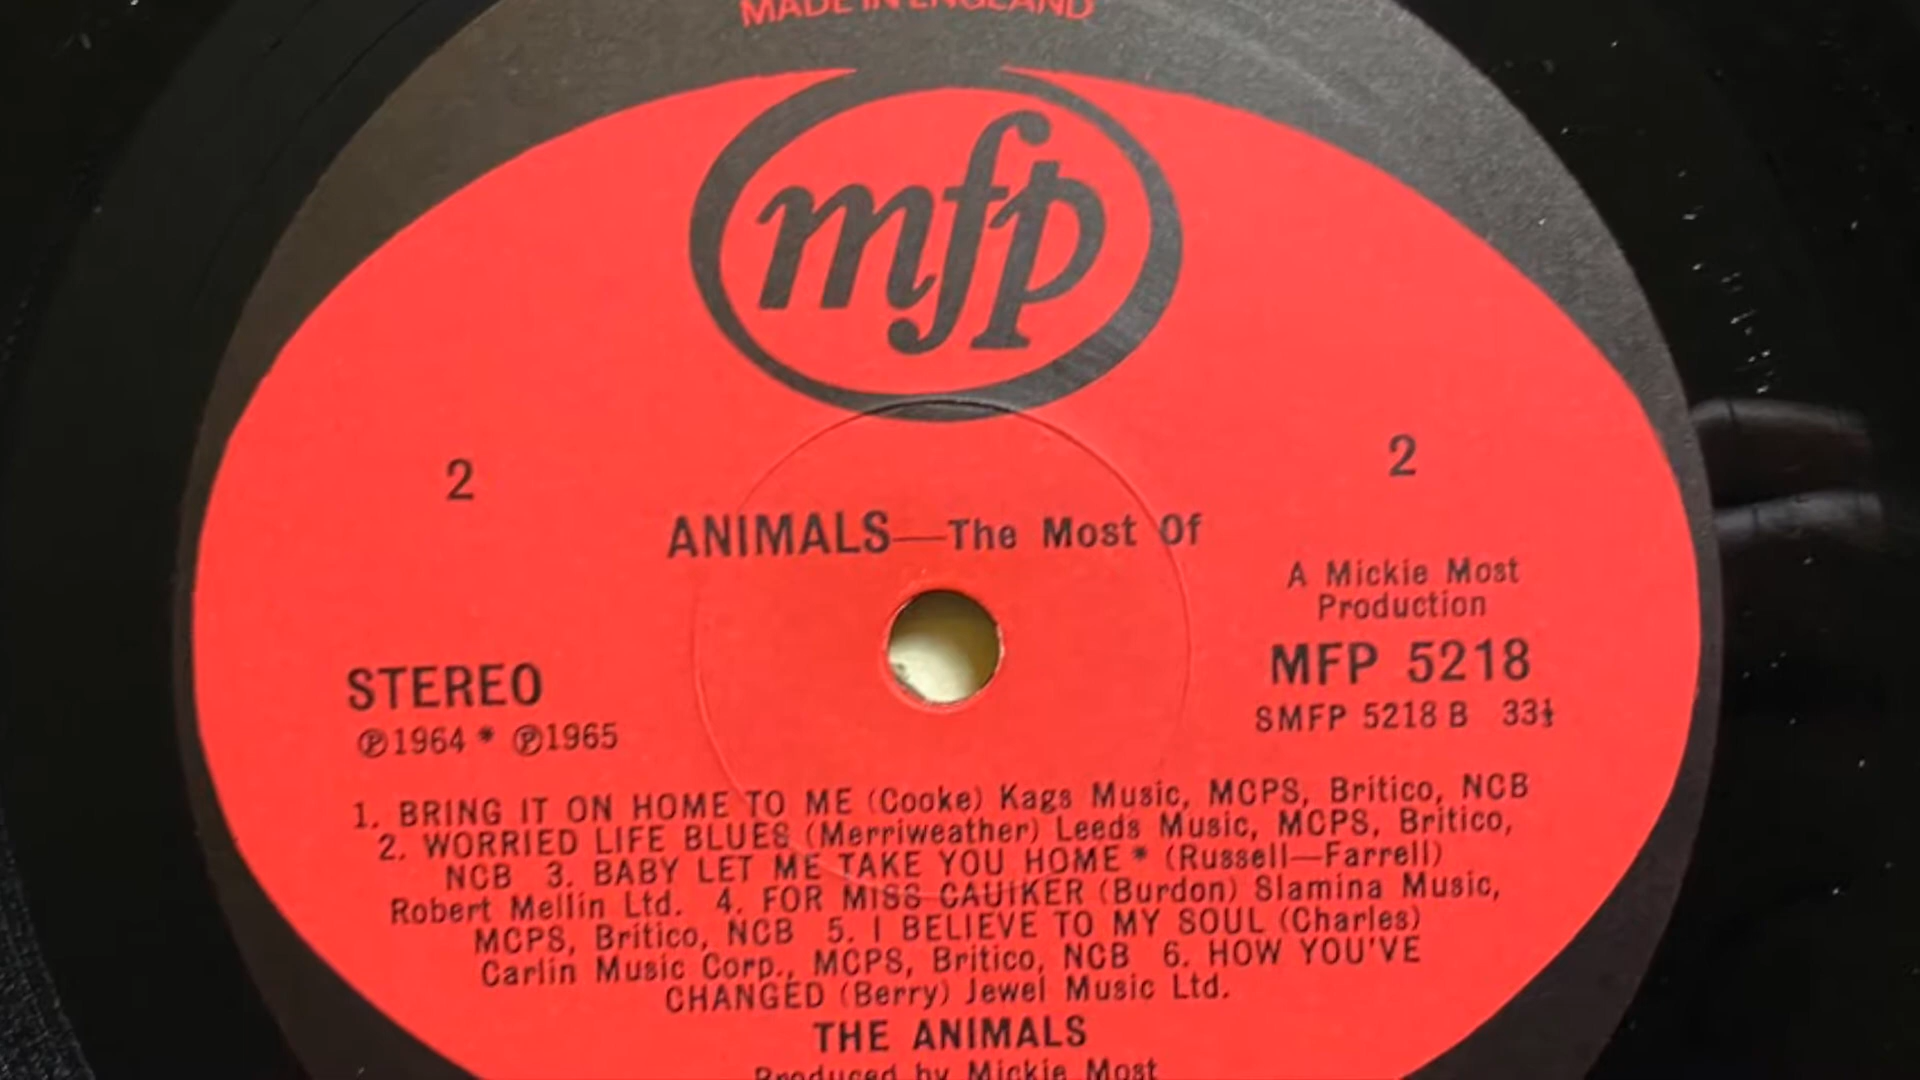 MADE IN ENGLAND
mfp
2
2
ANIMALS—The Most Of
A Mickie Most
Production
STEREO
MFP 5218
℗1964 * ℗1965
SMFP 5218 B 33⅓
1. BRING IT ON HOME TO ME (Cooke) Kags Music, MCPS, Britico, NCB
2. WORRIED LIFE BLUES (Merriweather) Leeds Music, MCPS, Britico,
NCB 3. BABY LET ME TAKE YOU HOME * (Russell—Farrell)
Robert Mellin Ltd. 4. FOR MISS CAUIKER (Burdon) Slamina Music,
MCPS, Britico, NCB 5. I BELIEVE TO MY SOUL (Charles)
Carlin Music Corp., MCPS, Britico, NCB 6. HOW YOU'VE
CHANGED (Berry) Jewel Music Ltd.
THE ANIMALS
Produced by Mickie Most